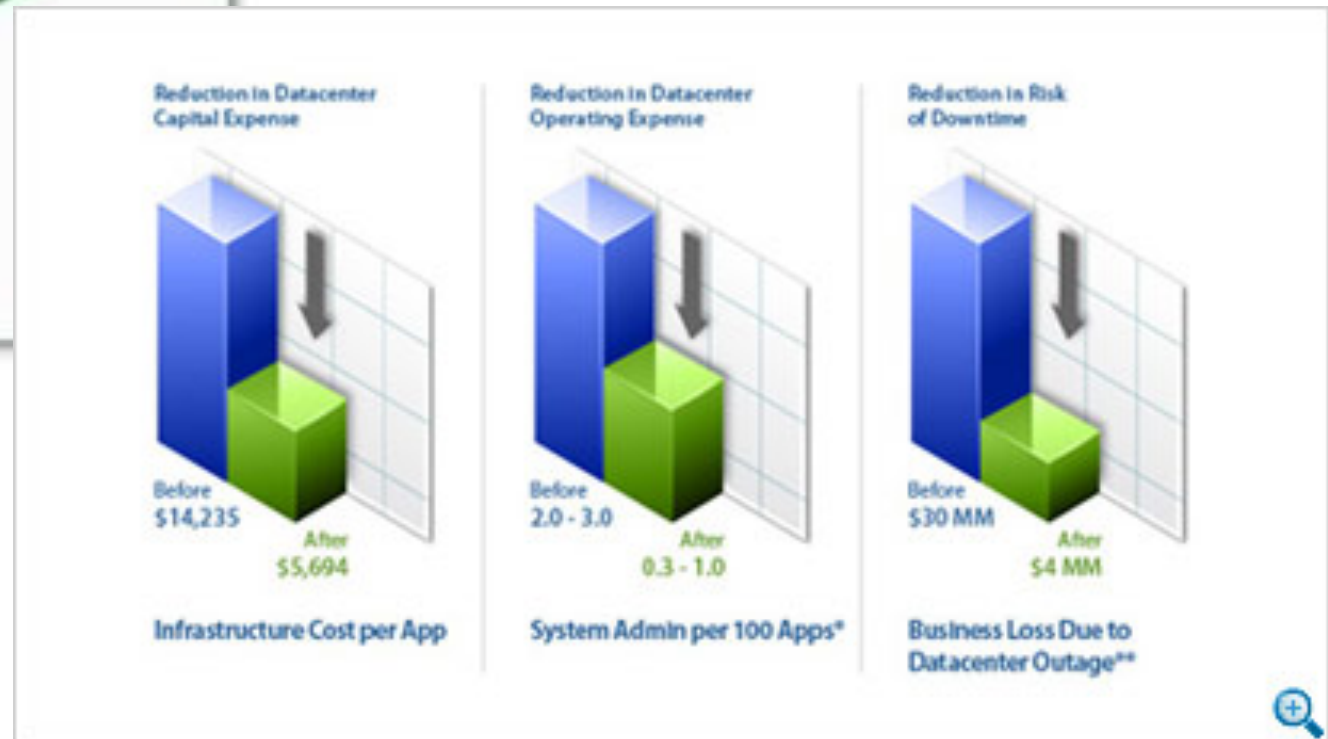 Reduction in Datacenter
Capital Expense
Before
$14,235
After
$5,694
Infrastructure Cost per App
Reduction in Datacenter
Operating Expense
Before
2.0 - 3.0
After
0.3 - 1.0
System Admin per 100 Apps*
Reduction in Risk
of Downtime
Before
$30 MM
After
$4 MM
Business Loss Due to
Datacenter Outage**